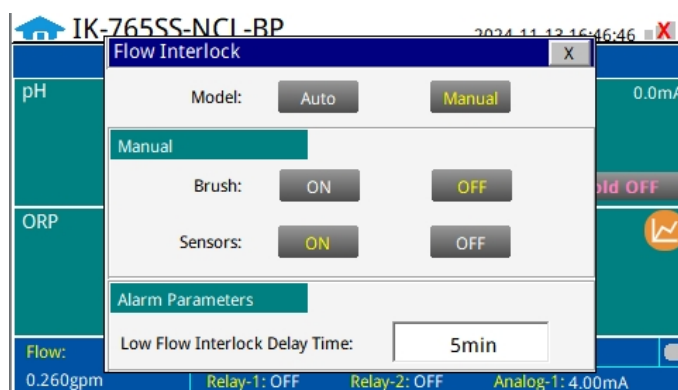 IK-765SS-NCL-BP 2024-11-13 16:46:46 X
Flow Interlock X
pH Model: Auto Manual 0.0mA
Manual
Brush: ON OFF Hold OFF
ORP
Sensors: ON OFF
Alarm Parameters
Flow: Low Flow Interlock Delay Time: 5min
0.260gpm Relay-1: OFF Relay-2: OFF Analog-1: 4.00mA